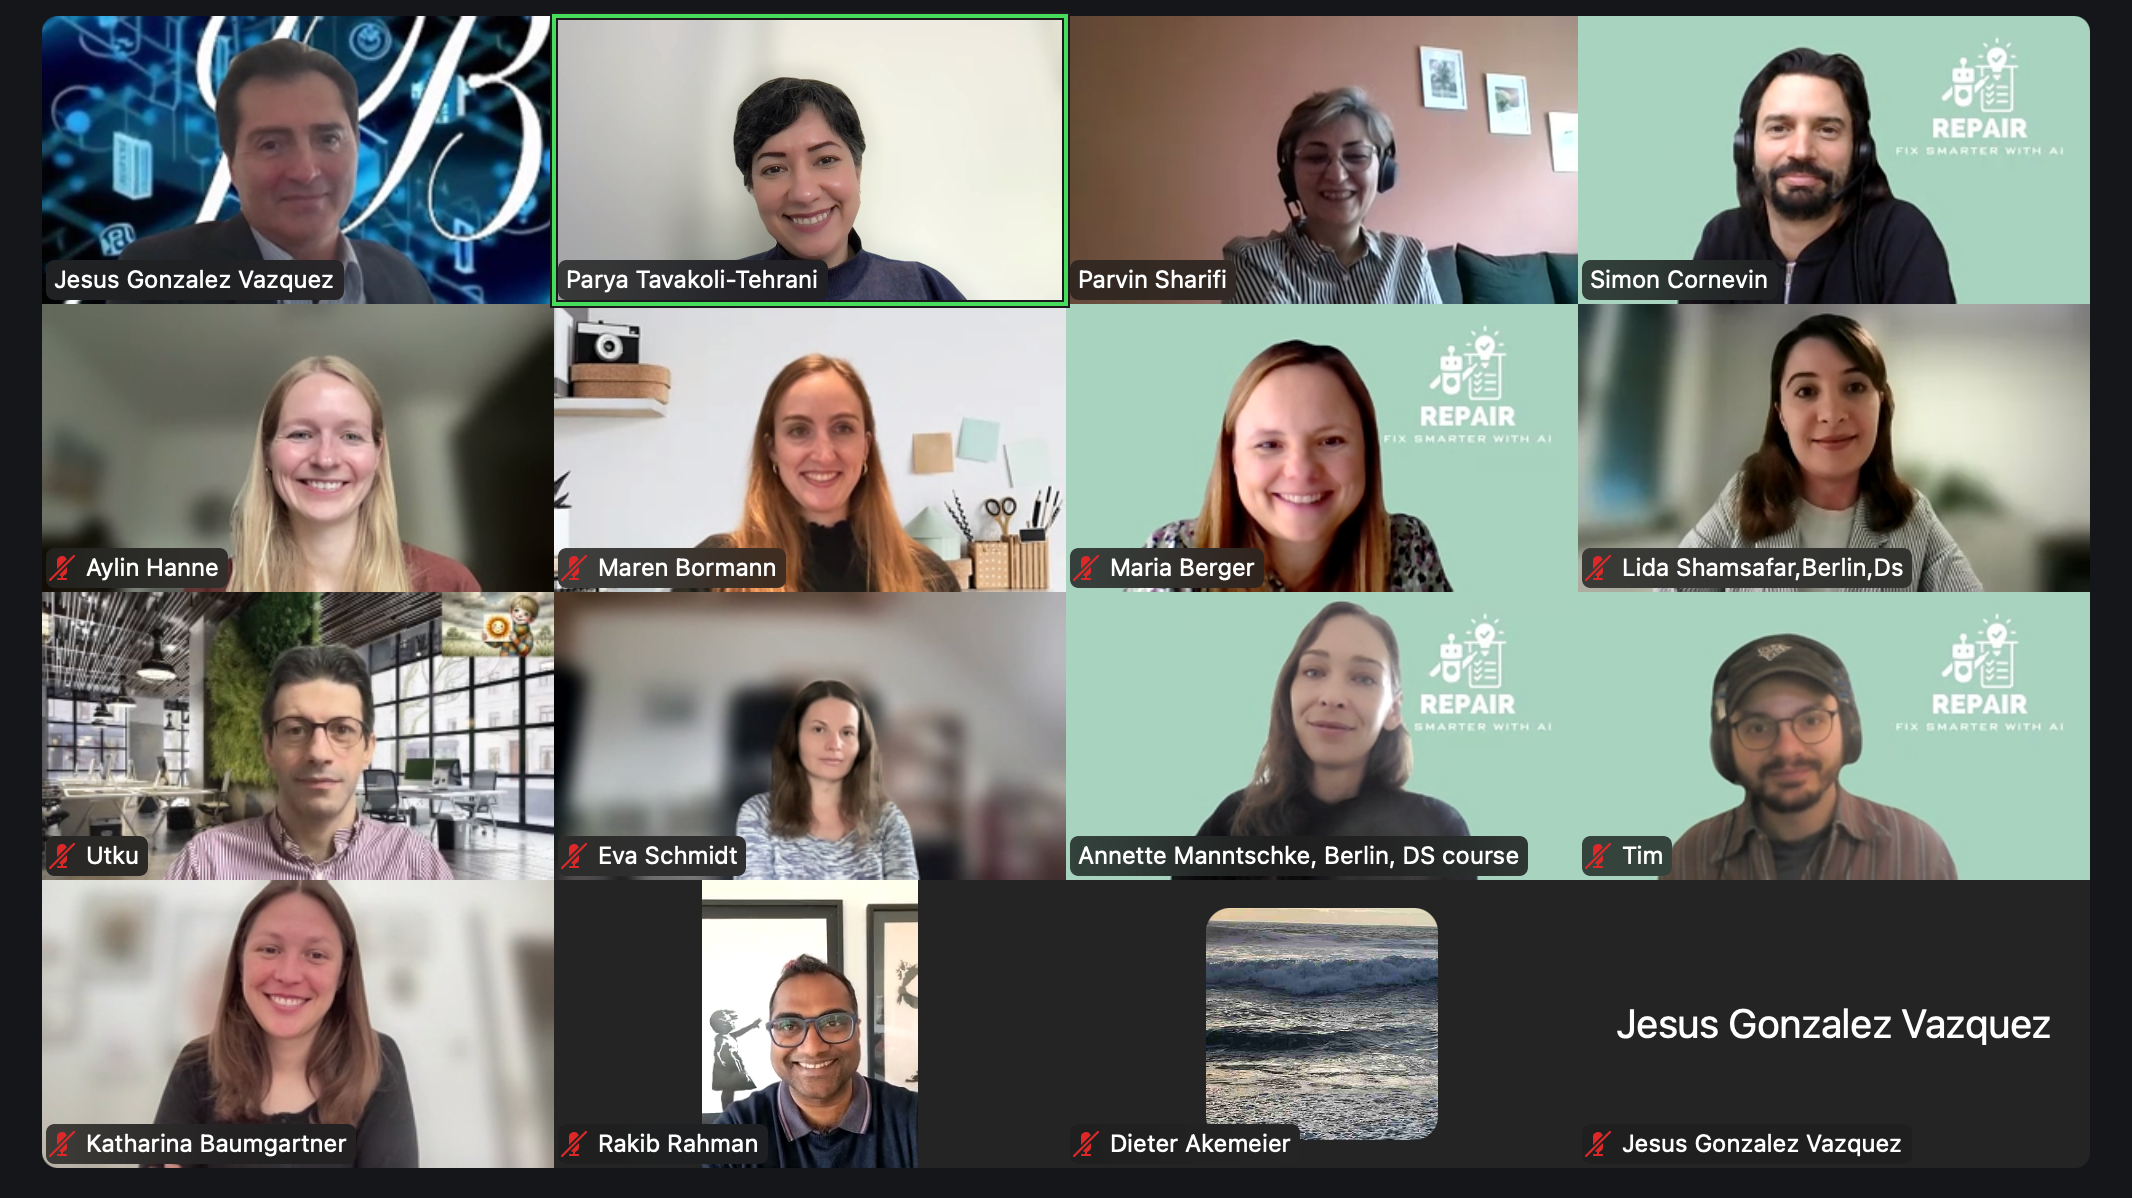 B
Jesus Gonzalez Vazquez
Parya Tavakoli-Tehrani
Parvin Sharifi
REPAIR
FIX SMARTER WITH AI
Simon Cornevin
Aylin Hanne
Maren Bormann
REPAIR
FIX SMARTER WITH AI
Maria Berger
Lida Shamsafar,Berlin,Ds
Utku
Eva Schmidt
REPAIR
SMARTER WITH AI
Annette Manntschke, Berlin, DS course
REPAIR
FIX SMARTER WITH AI
Tim
Katharina Baumgartner
Rakib Rahman
Dieter Akemeier
Jesus Gonzalez Vazquez
Jesus Gonzalez Vazquez